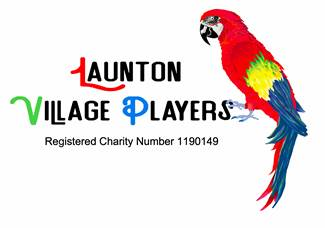 Launton
Village Players
Registered Charity Number 1190149